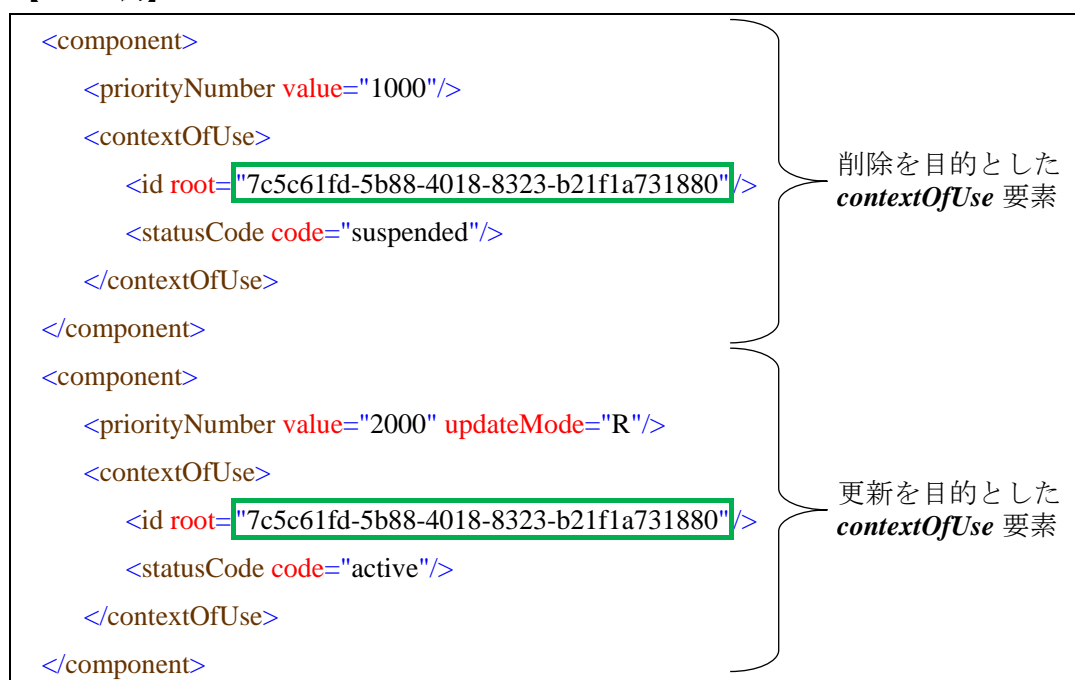 <component>
<priorityNumber value="1000"/>
<contextOfUse>
<id root="7c5c61fd-5b88-4018-8323-b21f1a731880"/>
<statusCode code="suspended"/>
</contextOfUse>
</component>
削除を目的とした
contextOfUse 要素
<component>
<priorityNumber value="2000" updateMode="R"/>
<contextOfUse>
<id root="7c5c61fd-5b88-4018-8323-b21f1a731880"/>
<statusCode code="active"/>
</contextOfUse>
</component>
更新を目的とした
contextOfUse 要素